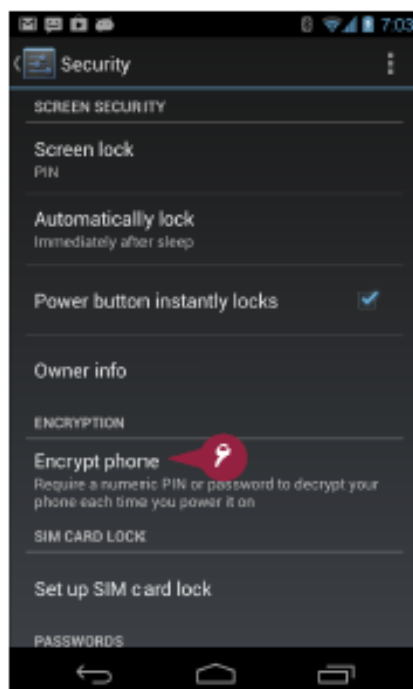 7:03
Security
SCREEN SECURITY
Screen lock
PIN
Automatically lock
Immediately after sleep
Power button instantly locks
Owner info
ENCRYPTION
Encrypt phone
Require a numeric PIN or password to decrypt your
phone each time you power it on
SIM CARD LOCK
Set up SIM card lock
PASSWORDS